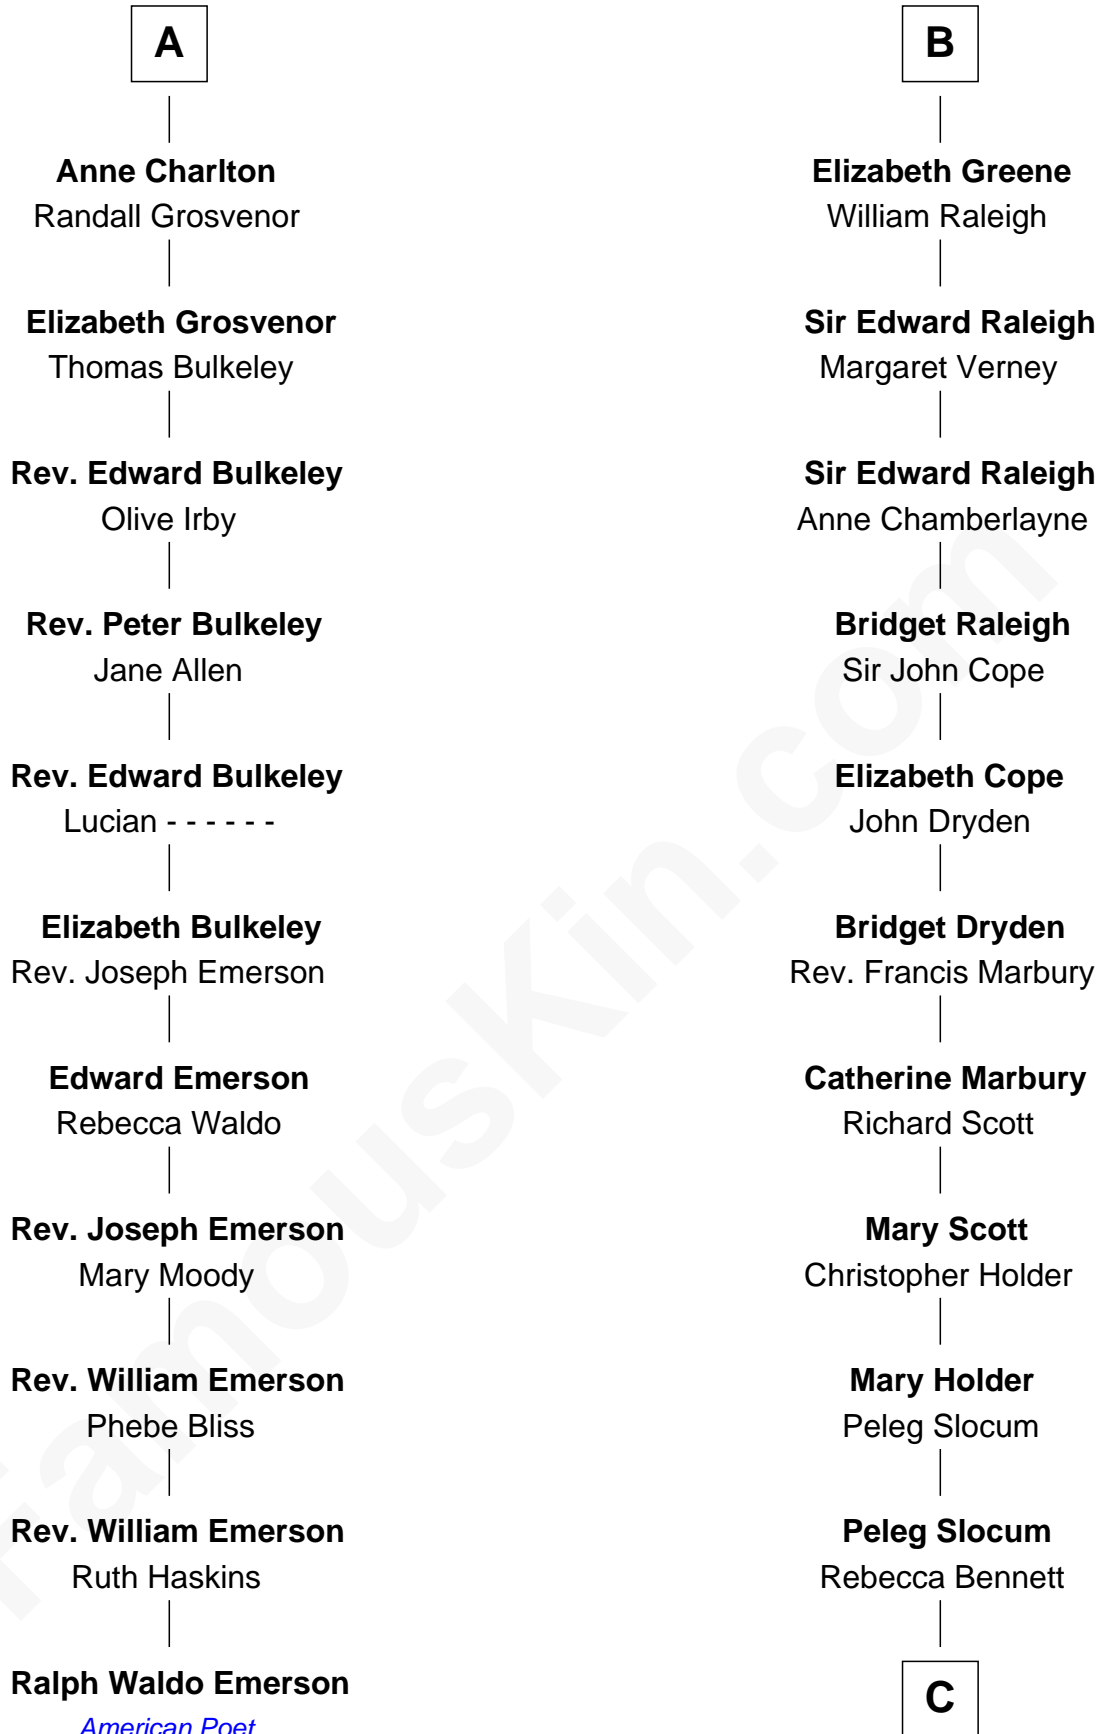 A
Anne Charlton
Randall Grosvenor
Elizabeth Grosvenor
Thomas Bulkeley
Rev. Edward Bulkeley
Olive Irby
Rev. Peter Bulkeley
Jane Allen
Rev. Edward Bulkeley
Lucian - - - - - -
Elizabeth Bulkeley
Rev. Joseph Emerson
Edward Emerson
Rebecca Waldo
Rev. Joseph Emerson
Mary Moody
Rev. William Emerson
Phebe Bliss
Rev. William Emerson
Ruth Haskins
Ralph Waldo Emerson
American Poet
B
Elizabeth Greene
William Raleigh
Sir Edward Raleigh
Margaret Verney
Sir Edward Raleigh
Anne Chamberlayne
Bridget Raleigh
Sir John Cope
Elizabeth Cope
John Dryden
Bridget Dryden
Rev. Francis Marbury
Catherine Marbury
Richard Scott
Mary Scott
Christopher Holder
Mary Holder
Peleg Slocum
Peleg Slocum
Rebecca Bennett
C
FamousKin.com